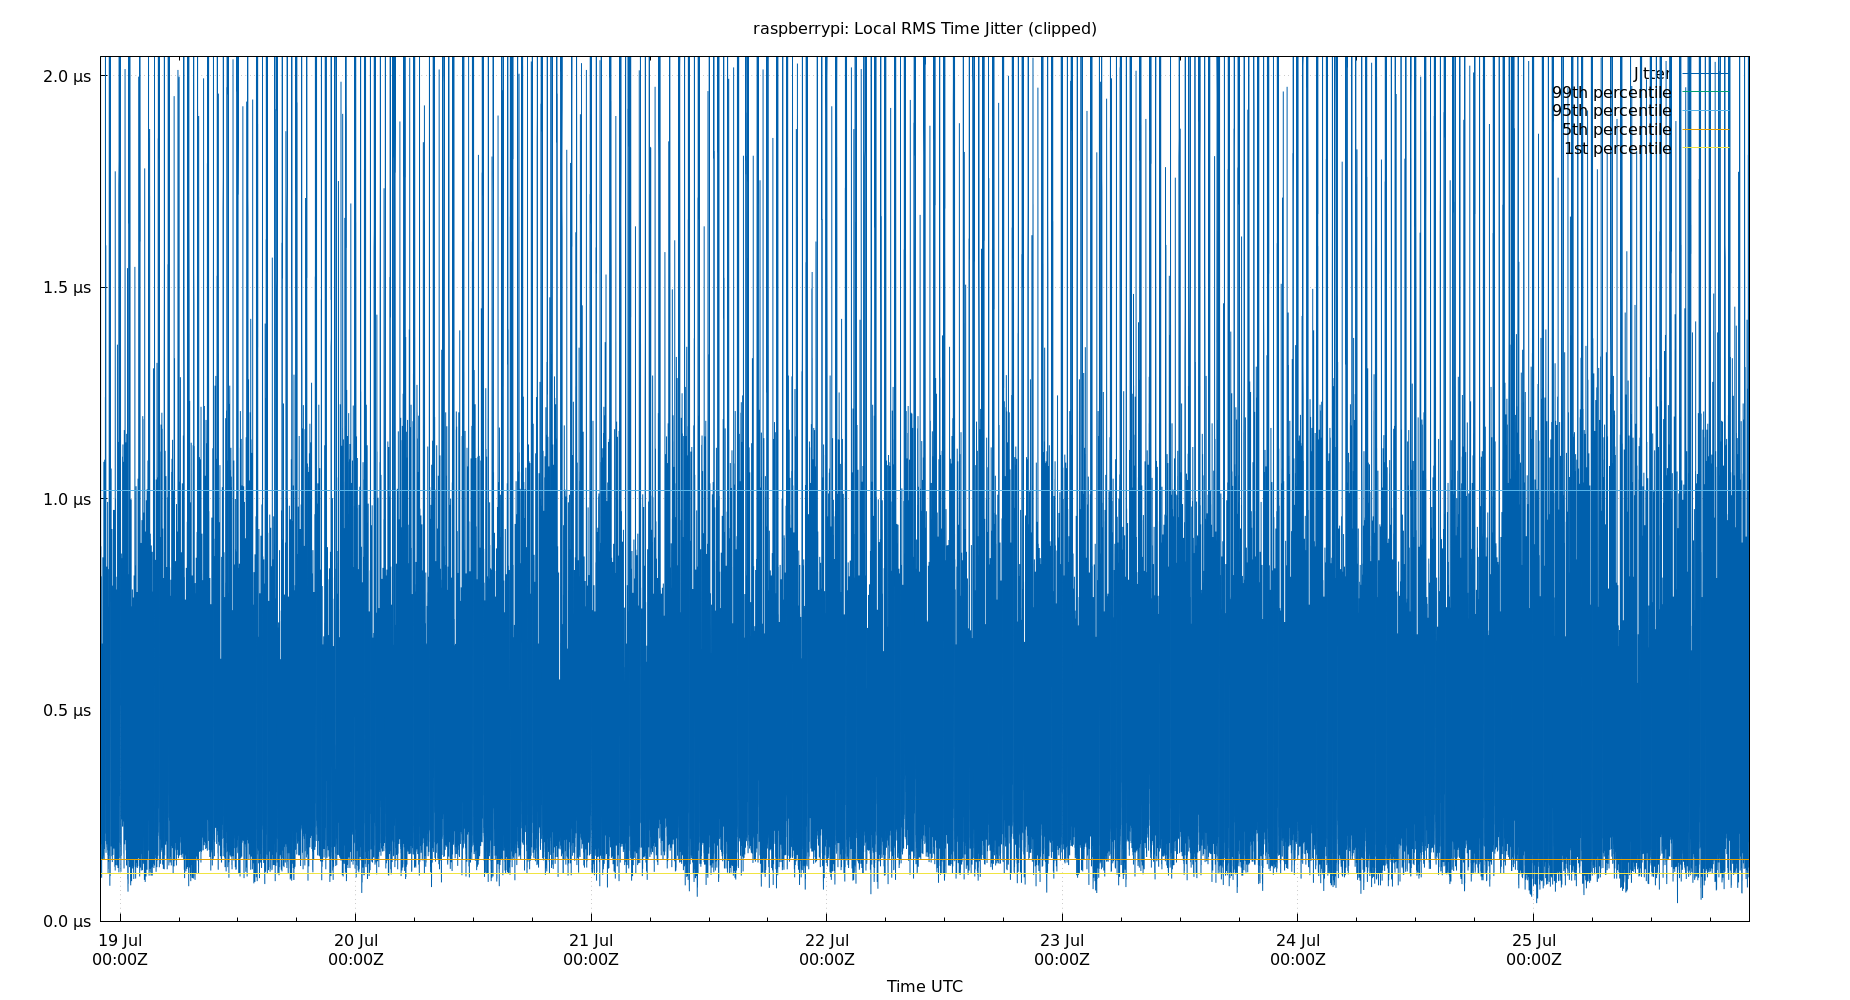 raspberrypi: Local RMS Time Jitter (clipped)
2.0 µs
1.5 µs
1.0 µs
0.5 µs
0.0 µs
Jitter
99th percentile
95th percentile
5th percentile
1st percentile
19 Jul
00:00Z
20 Jul
00:00Z
21 Jul
00:00Z
22 Jul
00:00Z
23 Jul
00:00Z
24 Jul
00:00Z
25 Jul
00:00Z
Time UTC